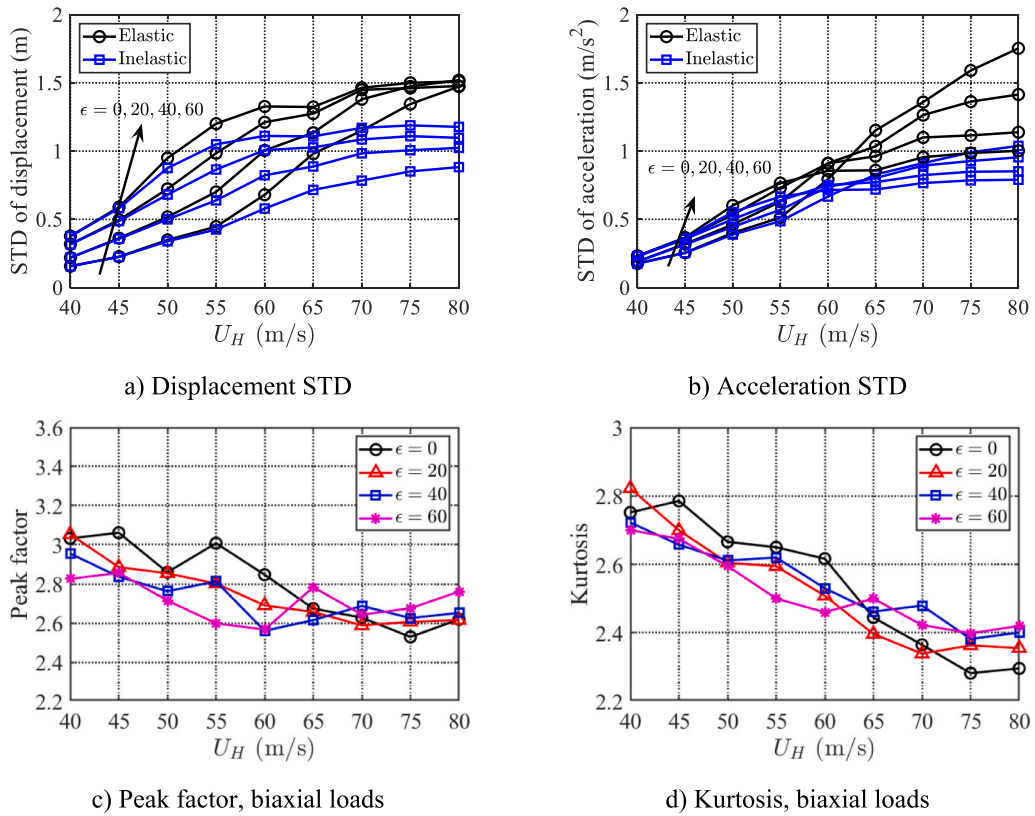 2
1.5
1
0.5
0
STD of displacement (m)
Elastic
Inelastic
ϵ = 0, 20, 40, 60
40 45 50 55 60 65 70 75 80
U_H (m/s)
a) Displacement STD
2
1.5
1
0.5
0
STD of acceleration (m/s²)
Elastic
Inelastic
ϵ = 0, 20, 40, 60
40 45 50 55 60 65 70 75 80
U_H (m/s)
b) Acceleration STD
3.6
3.4
3.2
3
2.8
2.6
2.4
2.2
Peak factor
ϵ = 0
ϵ = 20
ϵ = 40
ϵ = 60
40 45 50 55 60 65 70 75 80
U_H (m/s)
c) Peak factor, biaxial loads
3
2.8
2.6
2.4
2.2
Kurtosis
ϵ = 0
ϵ = 20
ϵ = 40
ϵ = 60
40 45 50 55 60 65 70 75 80
U_H (m/s)
d) Kurtosis, biaxial loads